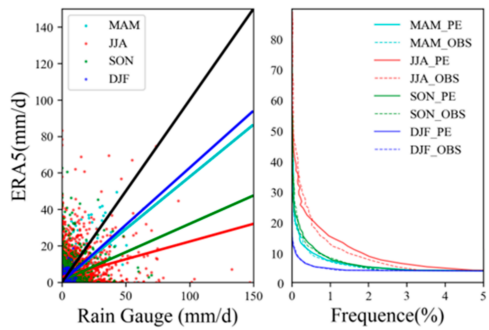 MAM
JJA
SON
DJF
140
120
100
80
60
40
20
0
0
50
100
150
ERA5(mm/d)
Rain Gauge (mm/d)
MAM_PE
MAM_OBS
JJA_PE
JJA_OBS
SON_PE
SON_OBS
DJF_PE
DJF_OBS
80
70
60
50
40
30
20
10
0
0
1
2
3
4
5
Frequence(%)